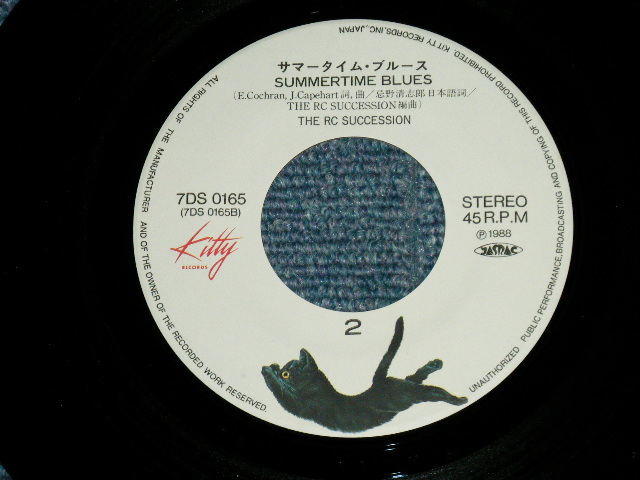 サマータイム・ブルース
SUMMERTIME BLUES
(E.Cochran, J.Capehart 詞, 曲／忌野清志郎 日本語詞／
THE RC SUCCESSION 編曲)
THE RC SUCCESSION
7DS 0165
(7DS 0165B)
Kitty
RECORDS
STEREO
45 R.P.M
Ⓟ1988
JASRAC
2
ALL RIGHTS OF THE MANUFACTURER AND OF THE OWNER OF THE RECORDED WORK RESERVED.
UNAUTHORIZED PUBLIC PERFORMANCE,BROADCASTING AND COPYING OF THIS RECORD PROHIBITED. KITTY RECORDS,INC.,JAPAN